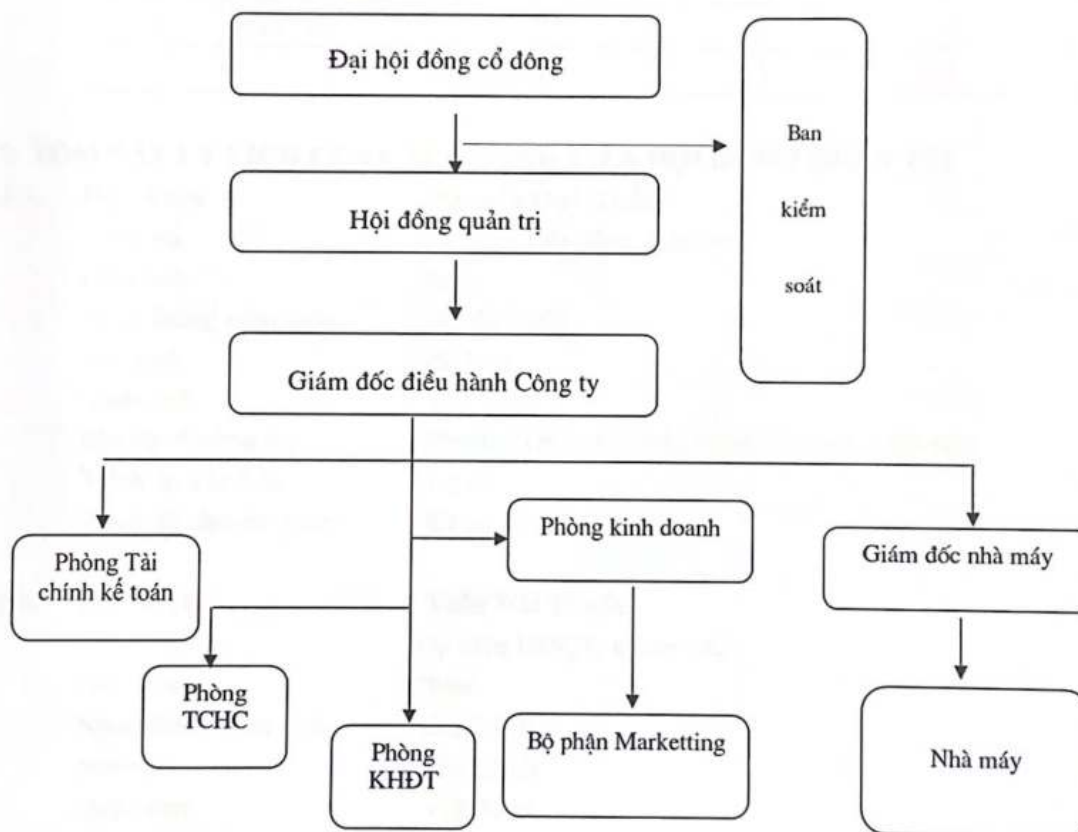 Đại hội đồng cổ đông
Ban
kiểm
soát
Hội đồng quản trị
Giám đốc điều hành Công ty
Phòng Tài
chính kế toán
Phòng kinh doanh
Giám đốc nhà máy
Phòng
TCHC
Phòng
KHĐT
Bộ phận Marketting
Nhà máy